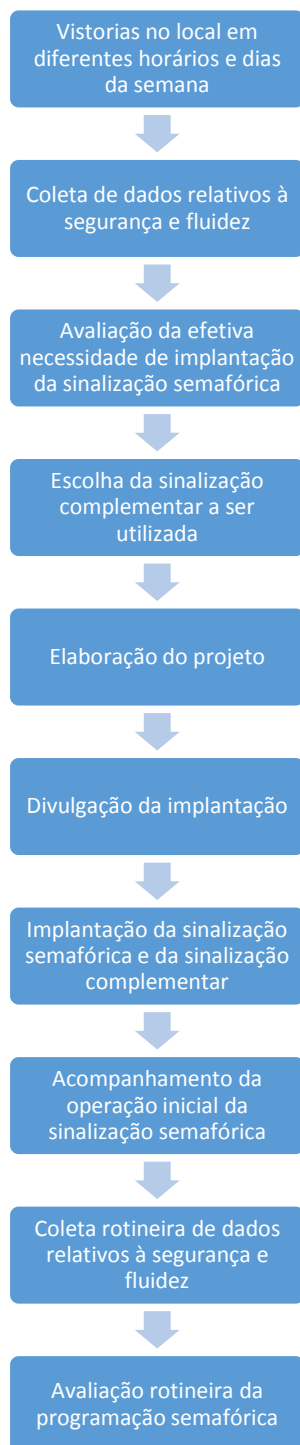 Vistorias no local em
diferentes horários e dias
da semana
Coleta de dados relativos à
segurança e fluidez
Avaliação da efetiva
necessidade de implantação
da sinalização semafórica
Escolha da sinalização
complementar a ser
utilizada
Elaboração do projeto
Divulgação da implantação
Implantação da sinalização
semafórica e da sinalização
complementar
Acompanhamento da
operação inicial da
sinalização semafórica
Coleta rotineira de dados
relativos à segurança e
fluidez
Avaliação rotineira da
programação semafórica